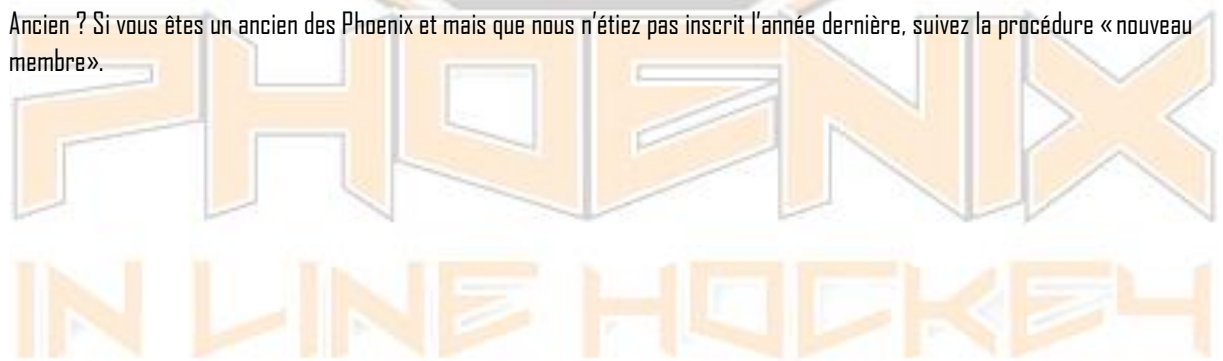 Ancien ? Si vous êtes un ancien des Phoenix et mais que nous n'étiez pas inscrit l'année dernière, suivez la procédure «nouveau
membre».
PHOENIX
IN LINE HOCKEY